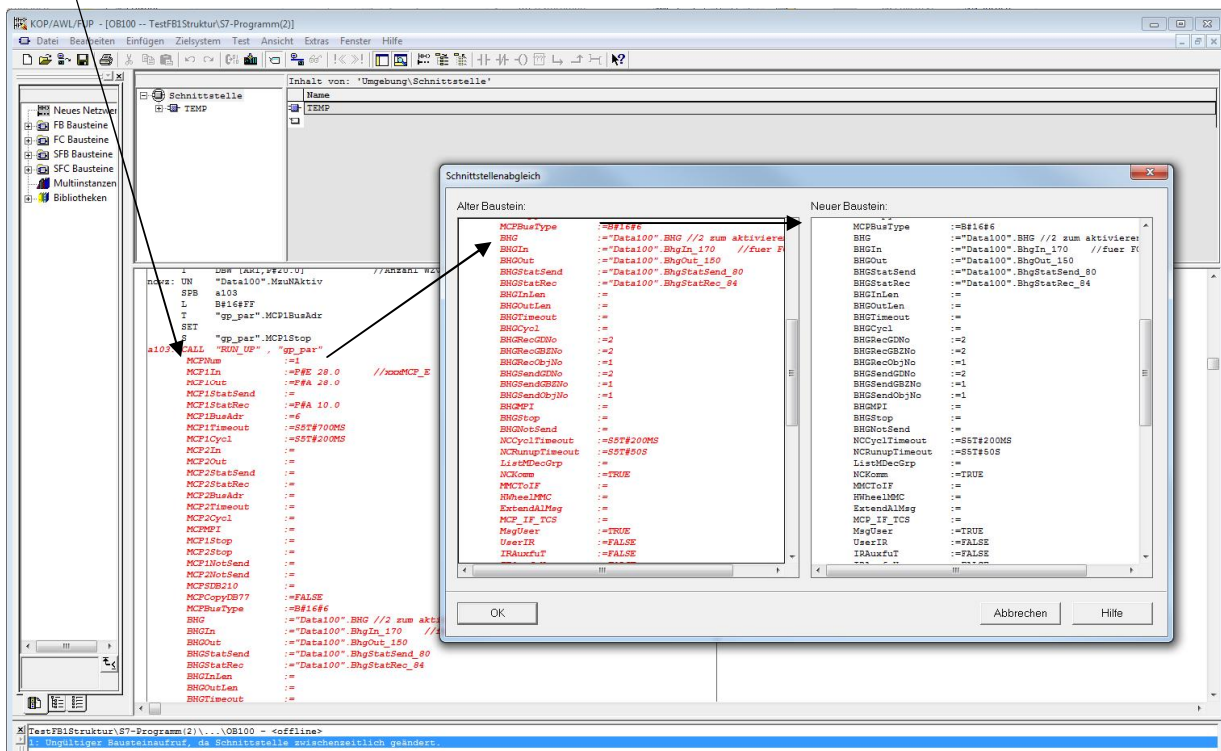 KOP/AWL/FUP - [OB100 -- TestFB1Struktur\S7-Programm(2)]
Datei Bearbeiten Einfügen Zielsystem Test Ansicht Extras Fenster Hilfe
Inhalt von: 'Umgebung\Schnittstelle'
Schnittstelle
TEMP
Name
TEMP
Neues Netzwer
FB Bausteine
FC Bausteine
SFB Bausteine
SFC Bausteine
Multiinstanzen
Bibliotheken
T DBW [AR1,P#20.0] //Anzahl WZ
nowz: UN "Data100".MzuNAktiv
SPB a103
L B#16#FF
T "gp_par".MCP1BusAdr
SET
S "gp_par".MCP1Stop
a103: CALL "RUN_UP" , "gp_par"
MCPNum :=1
MCP1In :=P#E 28.0 //xxxMCP_E
MCP1Out :=P#A 28.0
MCP1StatSend :=
MCP1StatRec :=P#A 10.0
MCP1BusAdr :=6
MCP1Timeout :=S5T#700MS
MCP1Cycl :=S5T#200MS
MCP2In :=
MCP2Out :=
MCP2StatSend :=
MCP2StatRec :=
MCP2BusAdr :=
MCP2Timeout :=
MCP2Cycl :=
MCPMPI :=
MCP1Stop :=
MCP2Stop :=
MCP1NotSend :=
MCP2NotSend :=
MCPSDB210 :=
MCPCopyDB77 :=FALSE
MCPBusType :=B#16#6
BHG :="Data100".BHG //2 zum akti
BHGIn :="Data100".BhgIn_170
BHGOut :="Data100".BhgOut_150
BHGStatSend :="Data100".BhgStatSend_80
BHGStatRec :="Data100".BhgStatRec_84
BHGInLen :=
BHGOutLen :=
BHGTimeout :=
Schnittstellenabgleich
Alter Baustein:
MCPBusType :=B#16#6
BHG :="Data100".BHG //2 zum aktiviere
BHGIn :="Data100".BhgIn_170 //fuer F
BHGOut :="Data100".BhgOut_150
BHGStatSend :="Data100".BhgStatSend_80
BHGStatRec :="Data100".BhgStatRec_84
BHGInLen :=
BHGOutLen :=
BHGTimeout :=
BHGCycl :=
BHGRecGDNo :=2
BHGRecGBZNo :=2
BHGRecObjNo :=1
BHGSendGDNo :=2
BHGSendGBZNo :=1
BHGSendObjNo :=1
BHGMPI :=
BHGStop :=
BHGNotSend :=
NCCyclTimeout :=S5T#200MS
NCRunupTimeout :=S5T#50S
ListMDecGrp :=
NCKomm :=TRUE
MMCToIF :=
HWheelMMC :=
ExtendAlMsg :=
MCP_IF_TCS :=
MsgUser :=TRUE
UserIR :=FALSE
IRAuxfuT :=FALSE
Neuer Baustein:
MCPBusType :=B#16#6
BHG :="Data100".BHG //2 zum aktiviere
BHGIn :="Data100".BhgIn_170 //fuer F
BHGOut :="Data100".BhgOut_150
BHGStatSend :="Data100".BhgStatSend_80
BHGStatRec :="Data100".BhgStatRec_84
BHGInLen :=
BHGOutLen :=
BHGTimeout :=
BHGCycl :=
BHGRecGDNo :=2
BHGRecGBZNo :=2
BHGRecObjNo :=1
BHGSendGDNo :=2
BHGSendGBZNo :=1
BHGSendObjNo :=1
BHGMPI :=
BHGStop :=
BHGNotSend :=
NCCyclTimeout :=S5T#200MS
NCRunupTimeout :=S5T#50S
ListMDecGrp :=
NCKomm :=TRUE
MMCToIF :=
HWheelMMC :=
ExtendAlMsg :=
MCP_IF_TCS :=
MsgUser :=TRUE
UserIR :=FALSE
IRAuxfuT :=FALSE
OK
Abbrechen
Hilfe
TestFB1Struktur\S7-Programm(2)\...\OB100 - <offline>
1: Ungültiger Bausteinaufruf, da Schnittstelle zwischenzeitlich geändert.